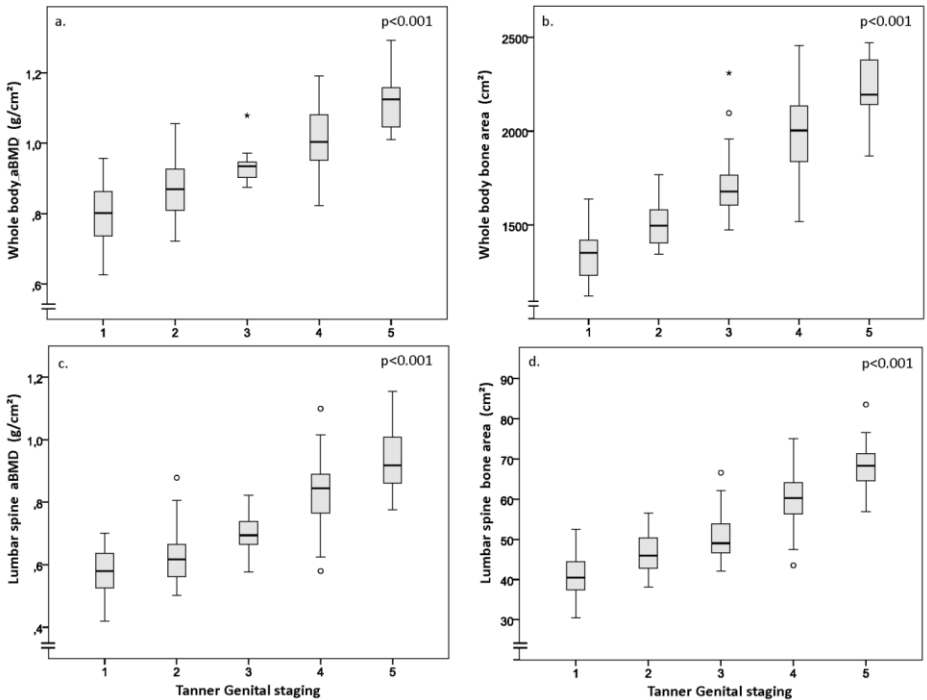 a.
p<0.001
Whole body aBMD (g/cm²)
1,2
1,0
,8
,6
1 2 3 4 5
b.
p<0.001
Whole body bone area (cm²)
2500
2000
1500
*
1 2 3 4 5
c.
p<0.001
Lumbar spine aBMD (g/cm²)
1,2
1,0
,8
,6
,4
1 2 3 4 5
Tanner Genital staging
d.
p<0.001
Lumbar spine bone area (cm²)
90
80
70
60
50
40
30
1 2 3 4 5
Tanner Genital staging